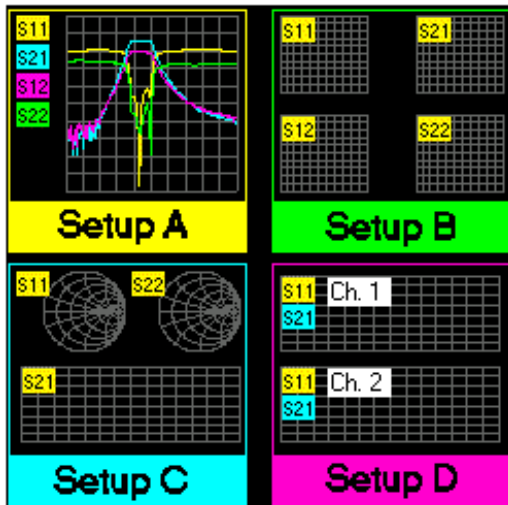 S11
S21
S12
S22
Setup A
S11 S21
S12 S22
Setup B
S11 S22
S21
Setup C
S11 Ch. 1
S21
S11 Ch. 2
S21
Setup D